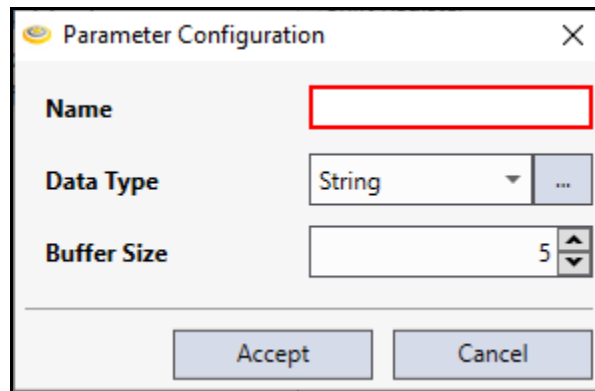 Parameter Configuration
Name
Data Type String ...
Buffer Size 5
Accept Cancel